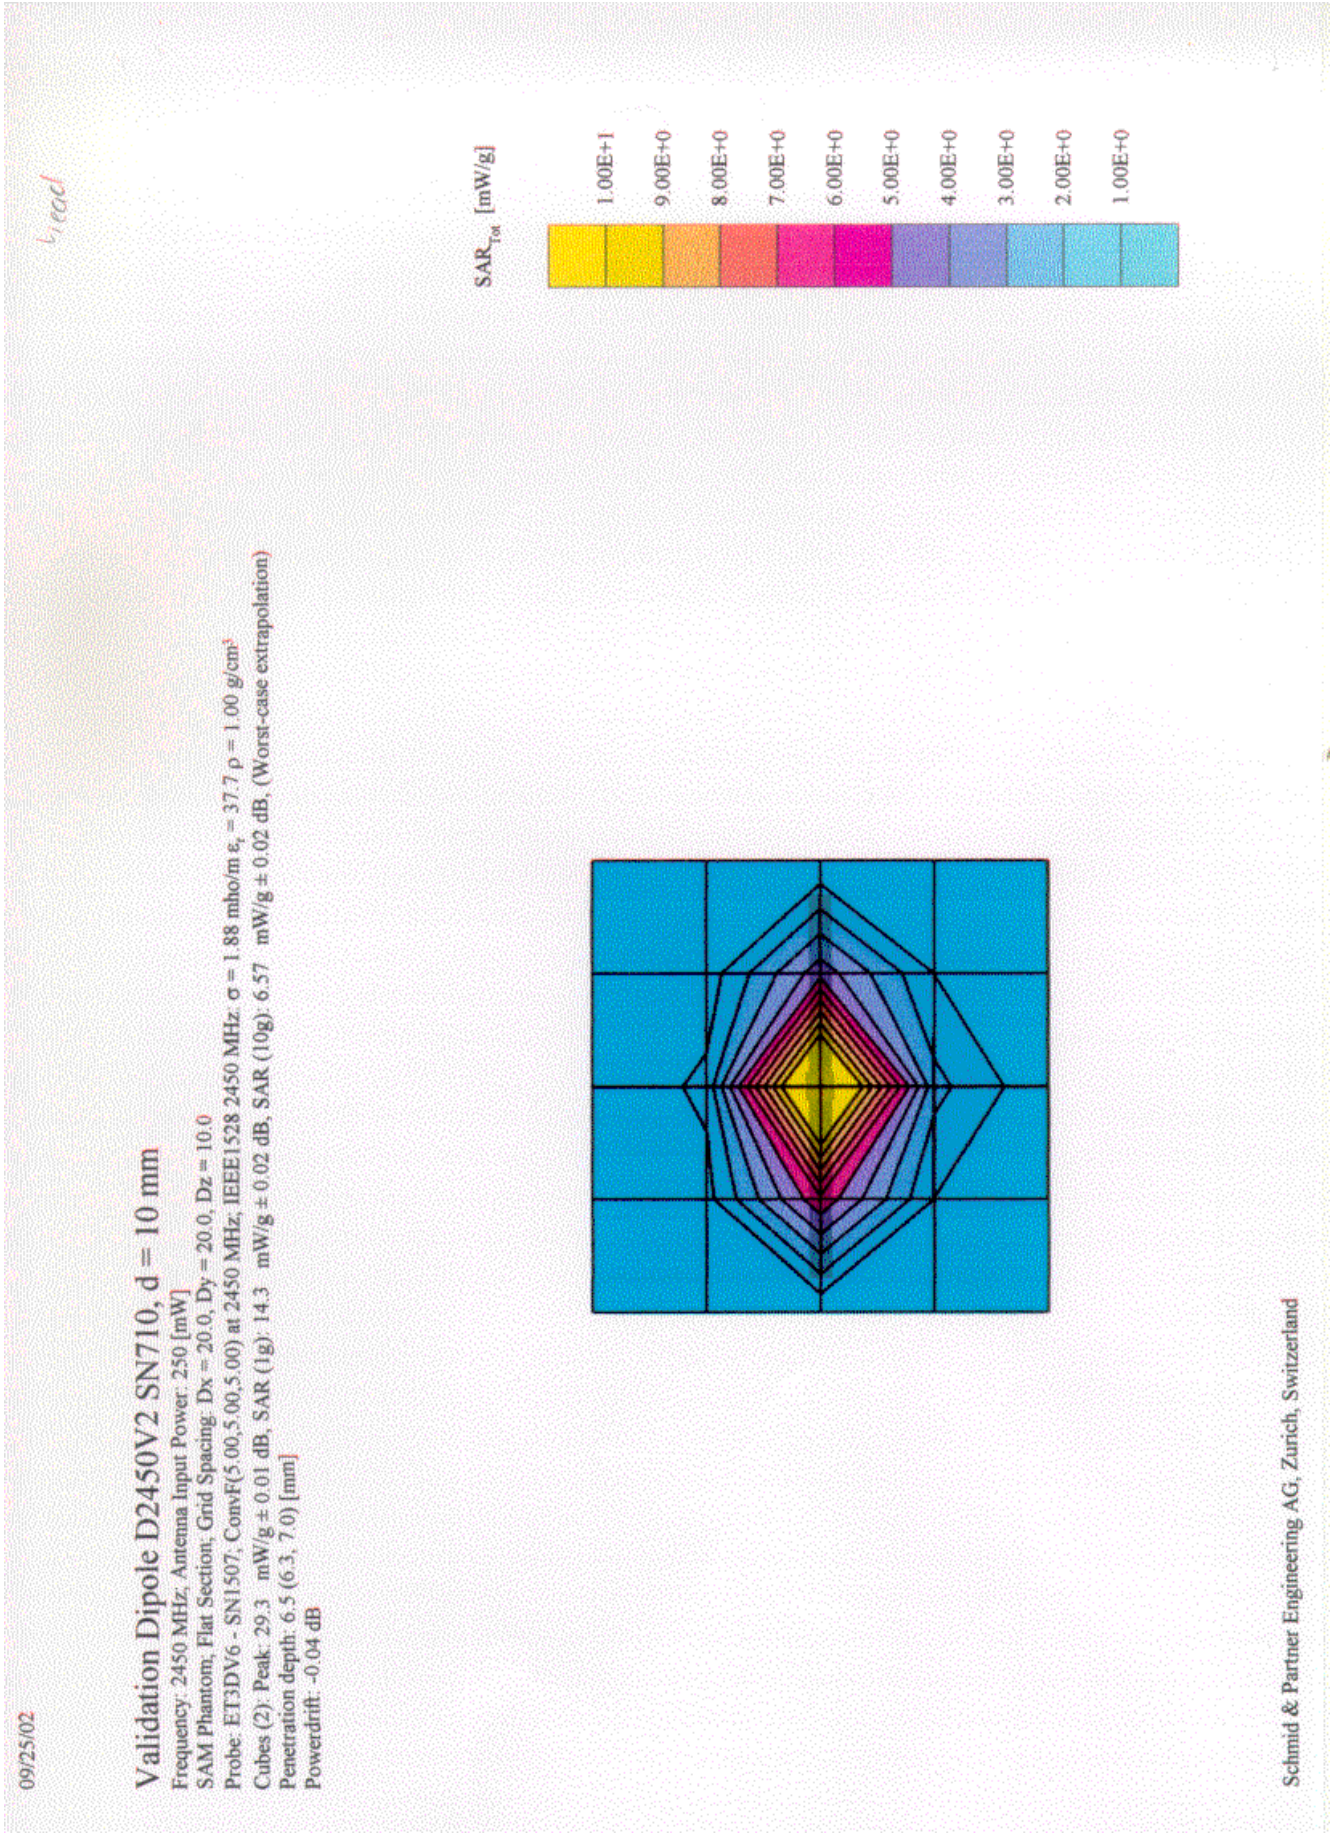 09/25/02
head
Validation Dipole D2450V2 SN710, d = 10 mm
Frequency: 2450 MHz; Antenna Input Power: 250 [mW]
SAM Phantom; Flat Section; Grid Spacing: Dx = 20.0, Dy = 20.0, Dz = 10.0
Probe: ET3DV6 - SN1507; ConvF(5.00,5.00,5.00) at 2450 MHz; IEEE1528 2450 MHz: σ = 1.88 mho/m εr = 37.7 ρ = 1.00 g/cm³
Cubes (2): Peak: 29.3 mW/g ± 0.01 dB, SAR (1g): 14.3 mW/g ± 0.02 dB, SAR (10g): 6.57 mW/g ± 0.02 dB, (Worst-case extrapolation)
Penetration depth: 6.5 (6.3, 7.0) [mm]
Powerdrift: -0.04 dB
SARTot [mW/g]
1.00E+1
9.00E+0
8.00E+0
7.00E+0
6.00E+0
5.00E+0
4.00E+0
3.00E+0
2.00E+0
1.00E+0
Schmid & Partner Engineering AG, Zurich, Switzerland